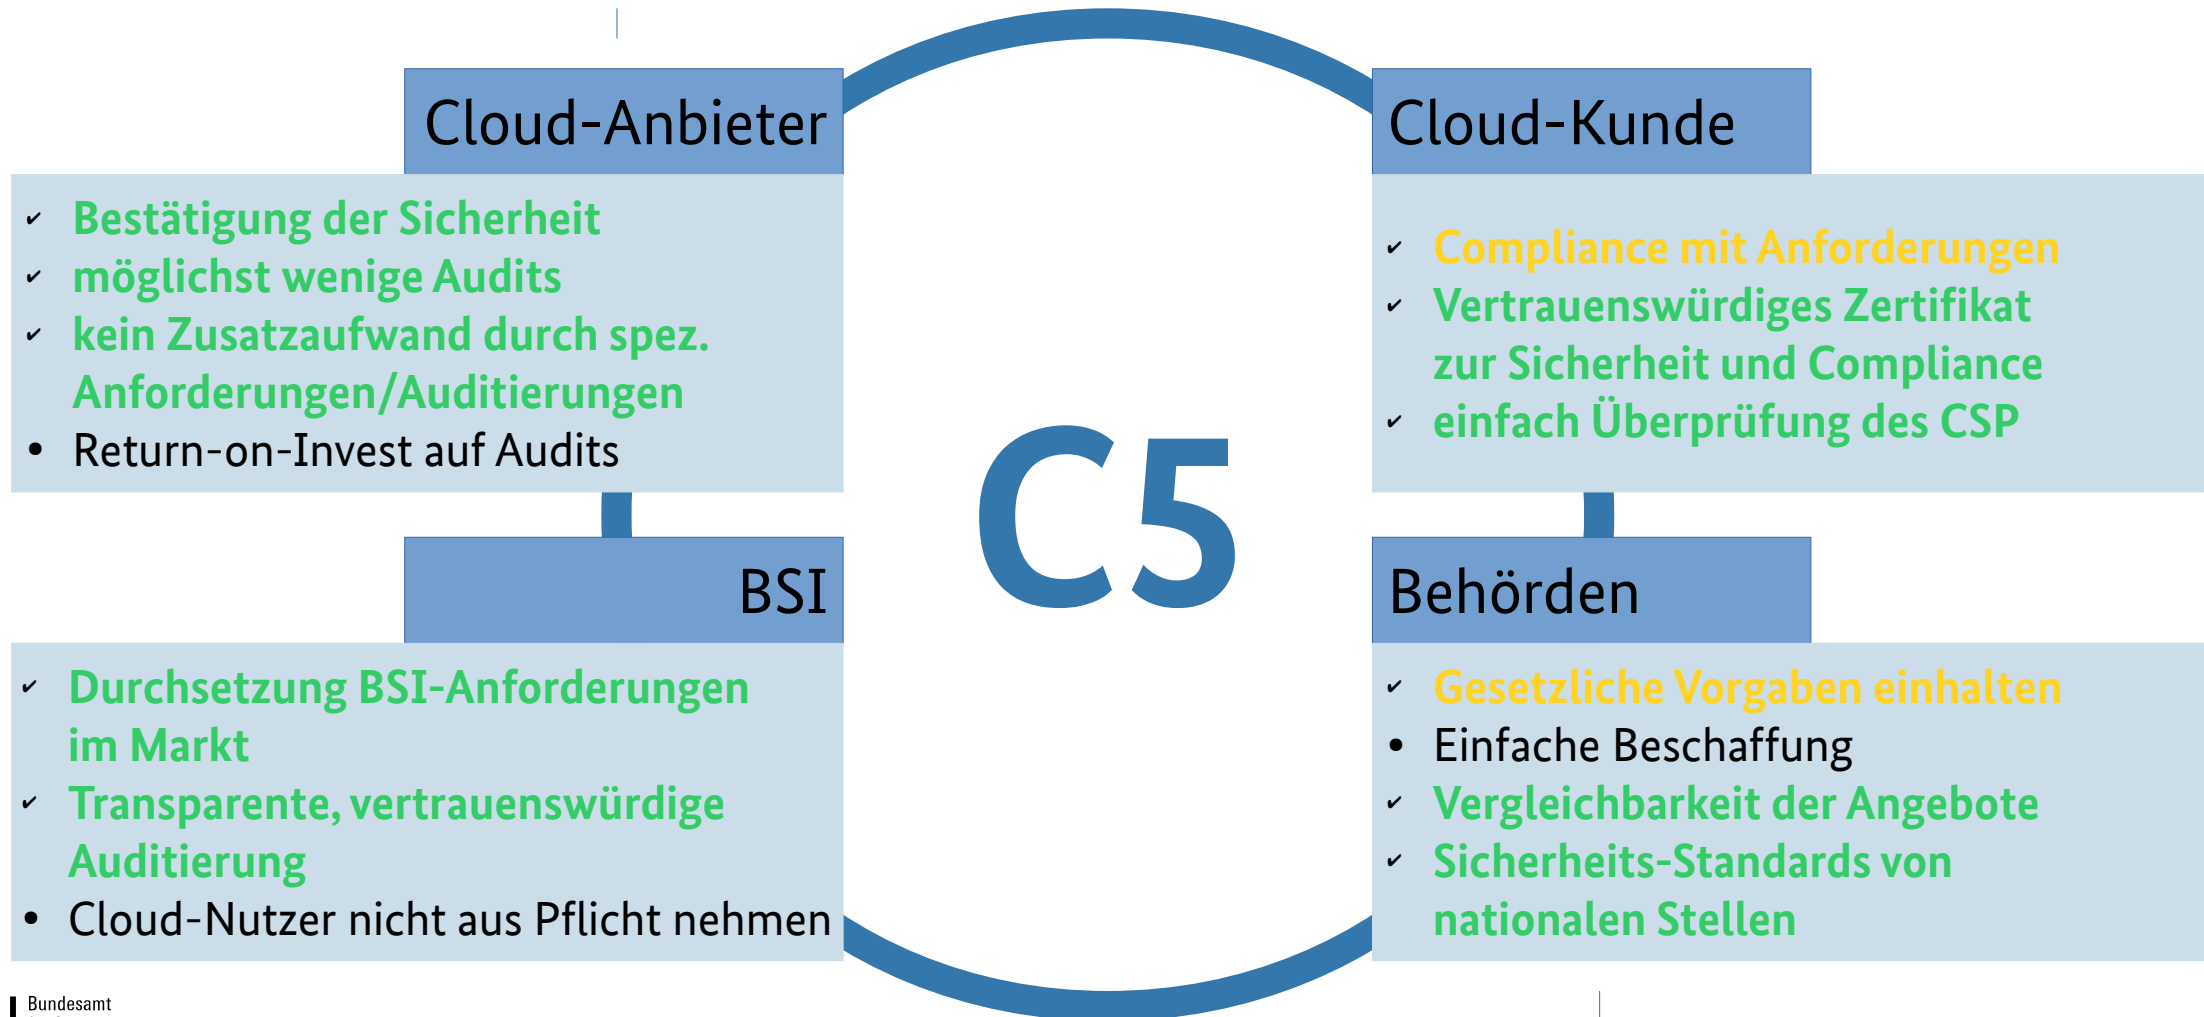 Cloud-Anbieter
✓ Bestätigung der Sicherheit
✓ möglichst wenige Audits
✓ kein Zusatzaufwand durch spez.
Anforderungen/Auditierungen
• Return-on-Invest auf Audits
Cloud-Kunde
✓ Compliance mit Anforderungen
✓ Vertrauenswürdiges Zertifikat
zur Sicherheit und Compliance
✓ einfach Überprüfung des CSP
C5
BSI
✓ Durchsetzung BSI-Anforderungen
im Markt
✓ Transparente, vertrauenswürdige
Auditierung
• Cloud-Nutzer nicht aus Pflicht nehmen
Behörden
✓ Gesetzliche Vorgaben einhalten
• Einfache Beschaffung
✓ Vergleichbarkeit der Angebote
✓ Sicherheits-Standards von
nationalen Stellen
Bundesamt